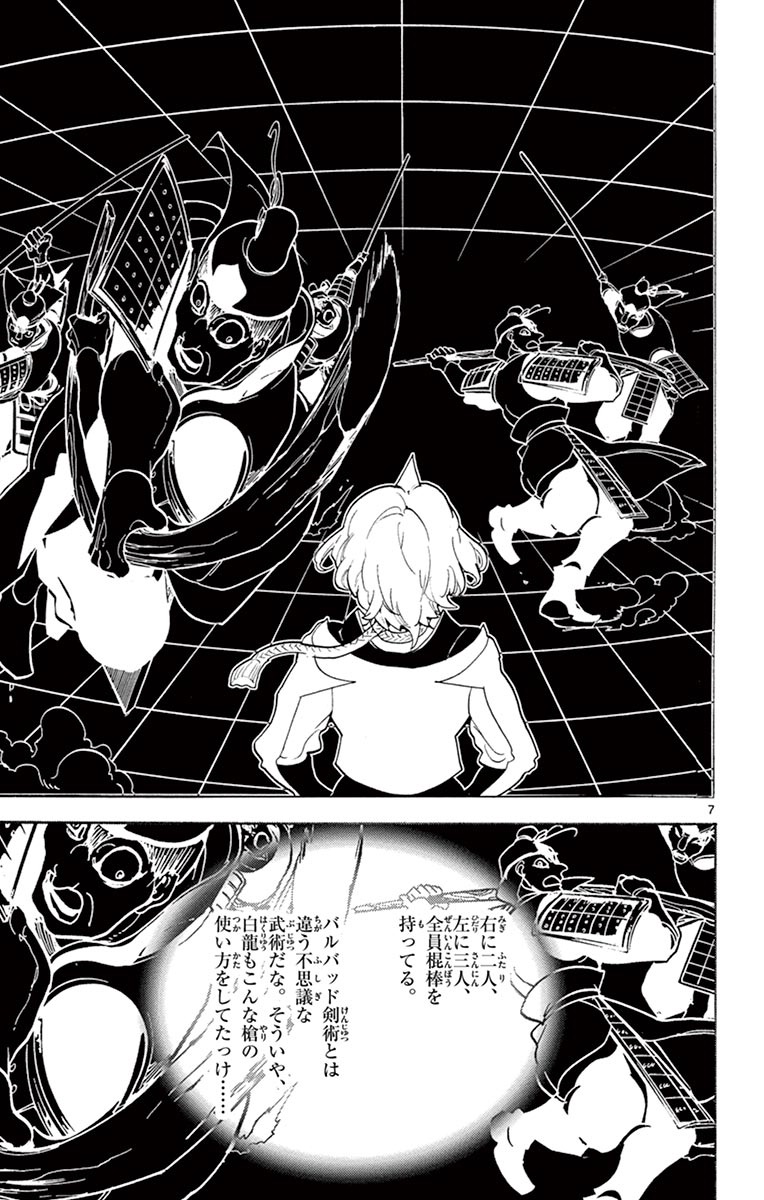 7
右に二人、
左に三人、
全員棍棒を
持ってる。
バルバッド剣術とは
違う不思議な
武術だな。そういや、
白龍もこんな槍の
使い方をしてたっけ……